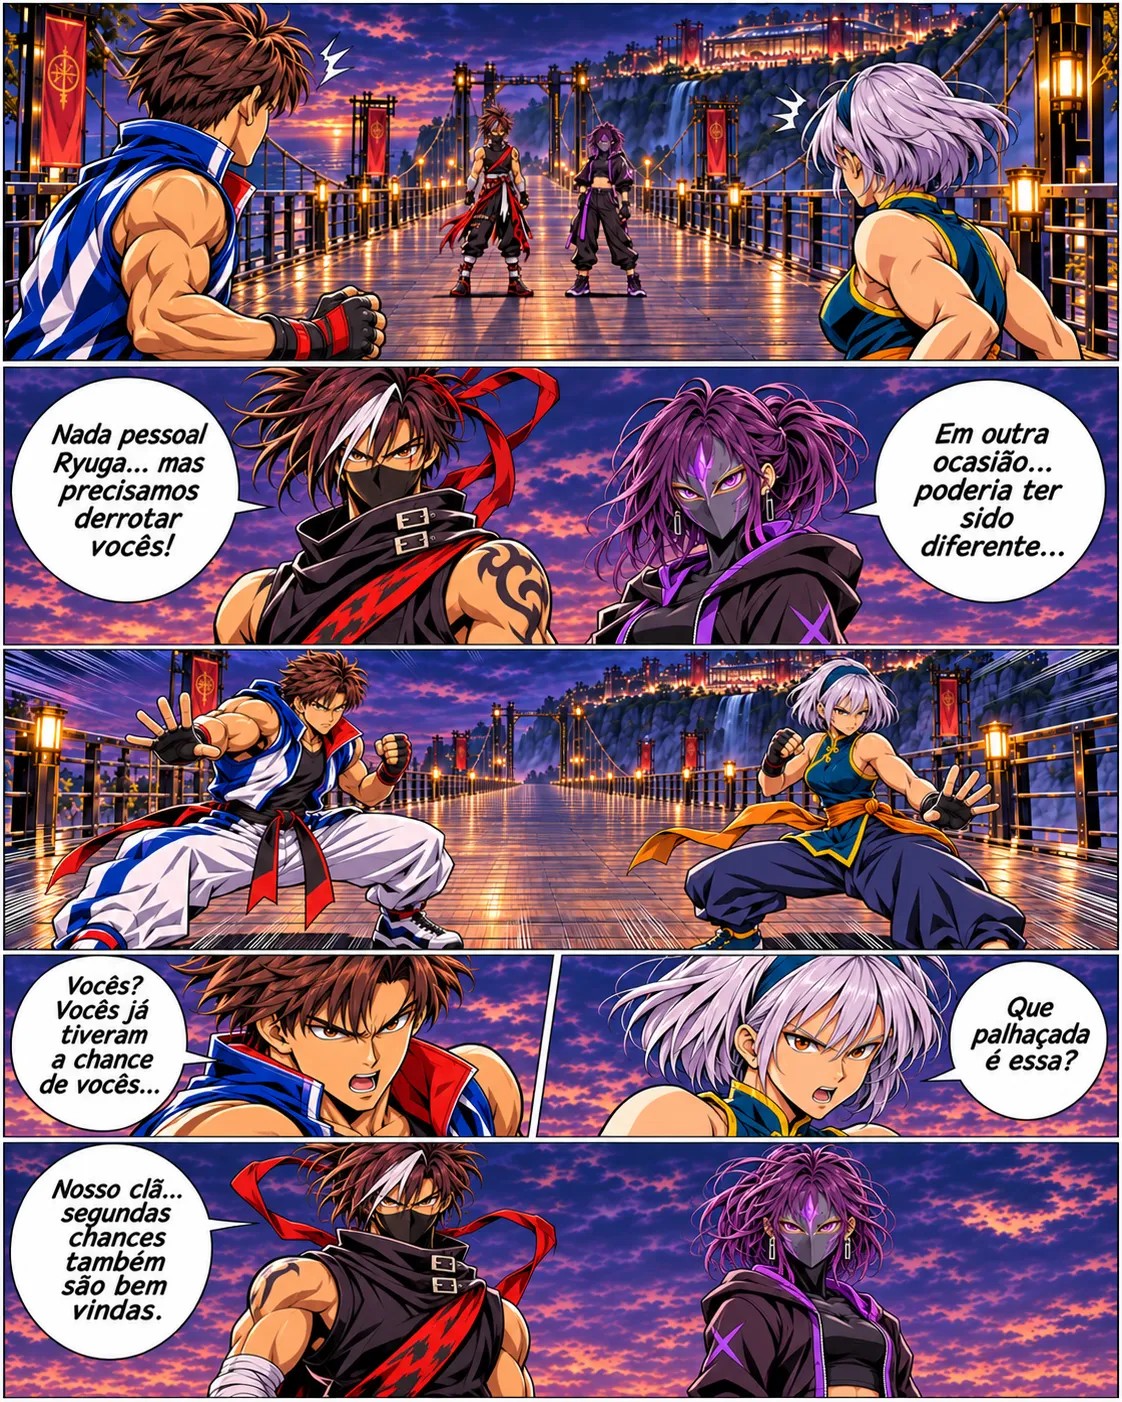 Nada pessoal
Ryuga... mas
precisamos
derrotar
vocês!
Em outra
ocasião...
poderia ter
sido
diferente...
Vocês?
Vocês já
tiveram
a chance
de vocês...
Que
palhaçada
é essa?
Nosso clã...
segundas
chances
também
são bem
vindas.